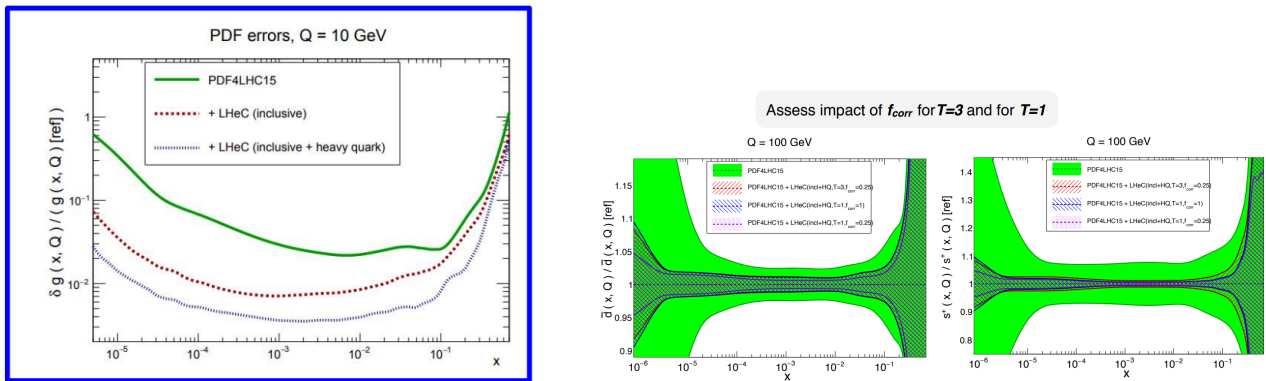 PDF errors, Q = 10 GeV
PDF4LHC15
+ LHeC (inclusive)
+ LHeC (inclusive + heavy quark)
δ g ( x, Q ) / ( g ( x, Q ) ) [ref]
1
10⁻¹
10⁻²
10⁻⁵ 10⁻⁴ 10⁻³ 10⁻² 10⁻¹
x
Assess impact of f_corr for T=3 and for T=1
Q = 100 GeV
PDF4LHC15
PDF4LHC15 + LHeC(incl+HQ,T=3,f_corr=0.25)
PDF4LHC15 + LHeC(incl+HQ,T=1,f_corr=1)
PDF4LHC15 + LHeC(incl+HQ,T=1,f_corr=0.25)
d̅ ( x, Q ) / d̅ ( x, Q ) [ref]
1.15
1.1
1.05
1
0.95
0.9
10⁻⁶ 10⁻⁵ 10⁻⁴ 10⁻³ 10⁻² 10⁻¹
x
Q = 100 GeV
PDF4LHC15
PDF4LHC15 + LHeC(incl+HQ,T=3,f_corr=0.25)
PDF4LHC15 + LHeC(incl+HQ,T=1,f_corr=1)
PDF4LHC15 + LHeC(incl+HQ,T=1,f_corr=0.25)
s⁺ ( x, Q ) / s⁺ ( x, Q ) [ref]
1.4
1.3
1.2
1.1
1
0.9
0.8
10⁻⁶ 10⁻⁵ 10⁻⁴ 10⁻³ 10⁻² 10⁻¹
x